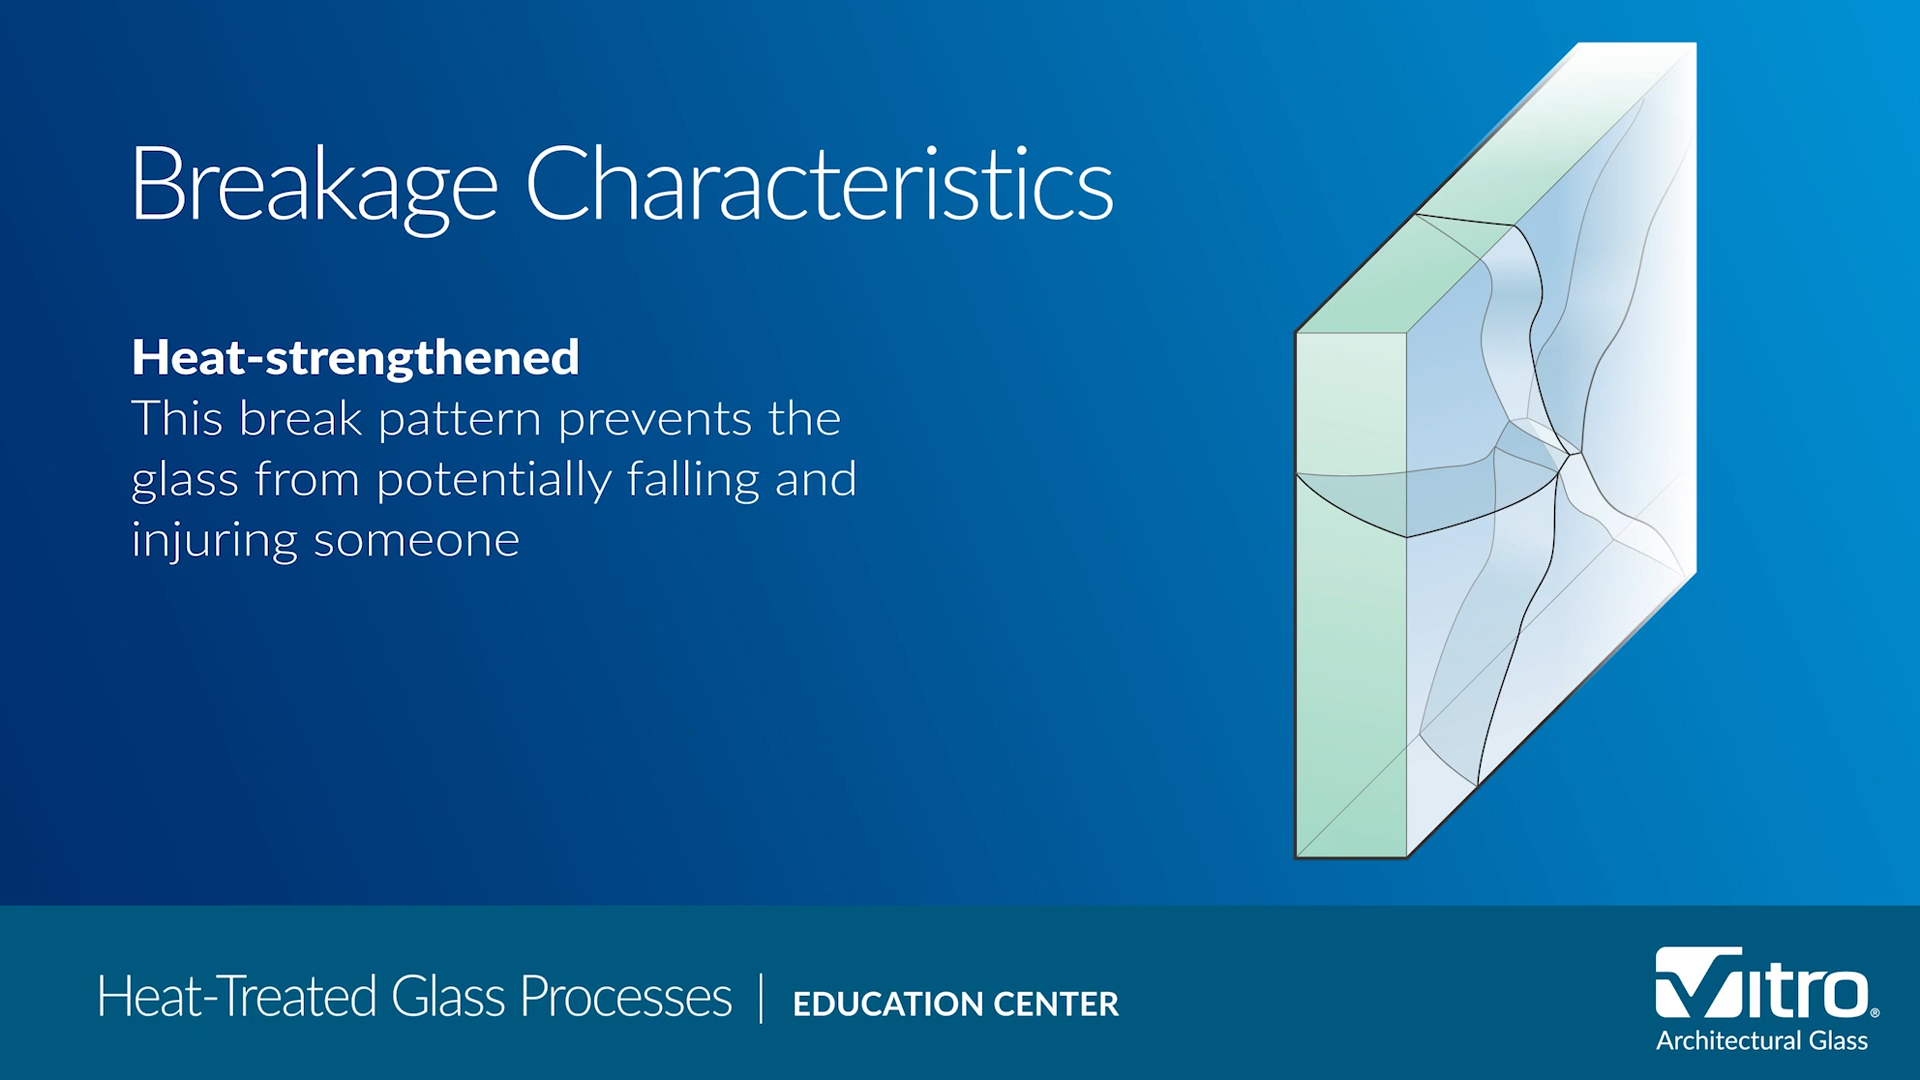 Breakage Characteristics
Heat-strengthened
This break pattern prevents the
glass from potentially falling and
injuring someone
Heat-Treated Glass Processes | EDUCATION CENTER
Vitro®
Architectural Glass